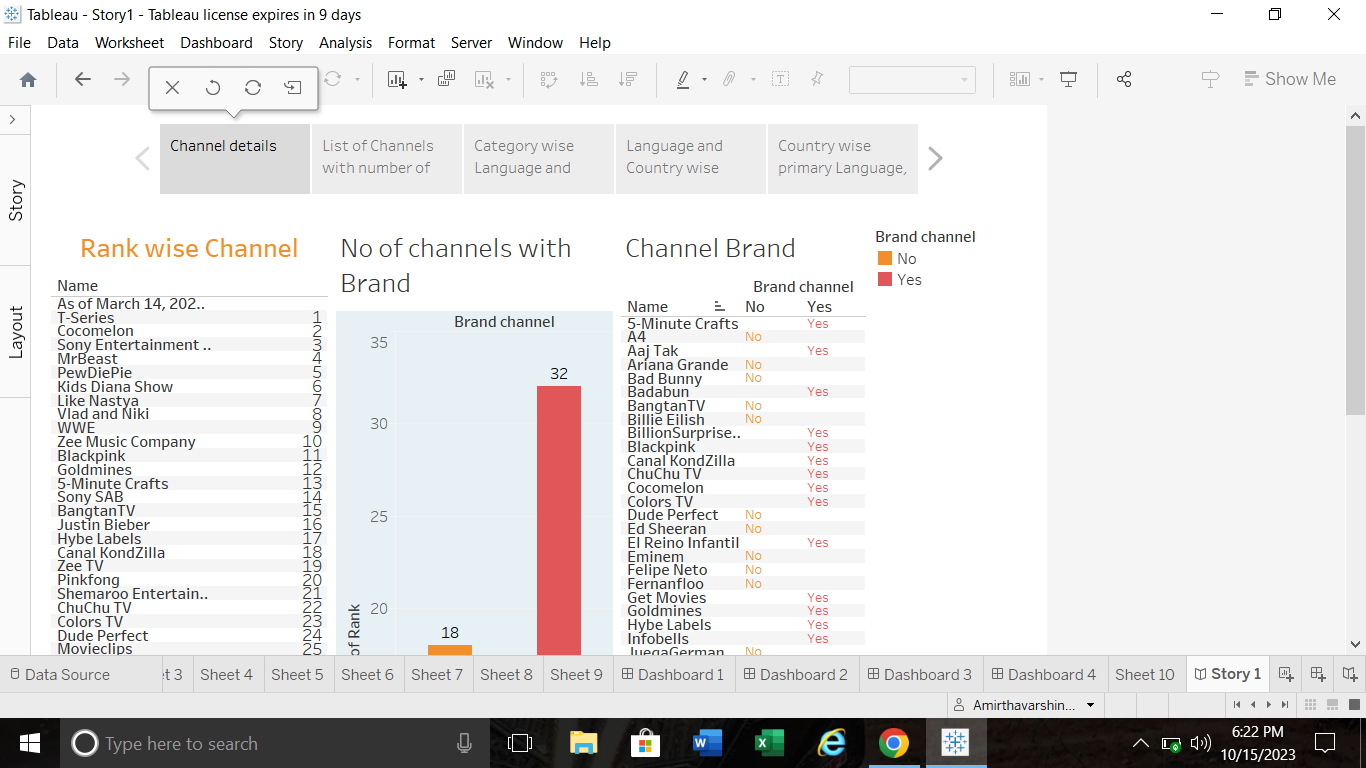 Tableau - Story1 - Tableau license expires in 9 days
File Data Worksheet Dashboard Story Analysis Format Server Window Help
Show Me
Story
Layout
Channel details
List of Channels
with number of
Category wise
Language and
Language and
Country wise
Country wise
primary Language,
Rank wise Channel
Name
As of March 14, 202..
T-Series 1
Cocomelon 2
Sony Entertainment .. 3
MrBeast 4
PewDiePie 5
Kids Diana Show 6
Like Nastya 7
Vlad and Niki 8
WWE 9
Zee Music Company 10
Blackpink 11
Goldmines 12
5-Minute Crafts 13
Sony SAB 14
BangtanTV 15
Justin Bieber 16
Hybe Labels 17
Canal KondZilla 18
Zee TV 19
Pinkfong 20
Shemaroo Entertain.. 21
ChuChu TV 22
Colors TV 23
Dude Perfect 24
Movieclips 25
No of channels with
Brand
Brand channel
35
30
25
20
of Rank
18
32
Channel Brand
Brand channel
Name No Yes
5-Minute Crafts Yes
A4 No
Aaj Tak Yes
Ariana Grande No
Bad Bunny No
Badabun Yes
BangtanTV No
Billie Eilish No
BillionSurprise.. Yes
Blackpink Yes
Canal KondZilla Yes
ChuChu TV Yes
Cocomelon Yes
Colors TV Yes
Dude Perfect No
Ed Sheeran No
El Reino Infantil Yes
Eminem No
Felipe Neto No
Fernanfloo No
Get Movies Yes
Goldmines Yes
Hybe Labels Yes
Infobells Yes
JuegaGerman No
Brand channel
No
Yes
Data Source t 3 Sheet 4 Sheet 5 Sheet 6 Sheet 7 Sheet 8 Sheet 9 Dashboard 1 Dashboard 2 Dashboard 3 Dashboard 4 Sheet 10 Story 1
Amirthavarshin...
Type here to search
6:22 PM
10/15/2023